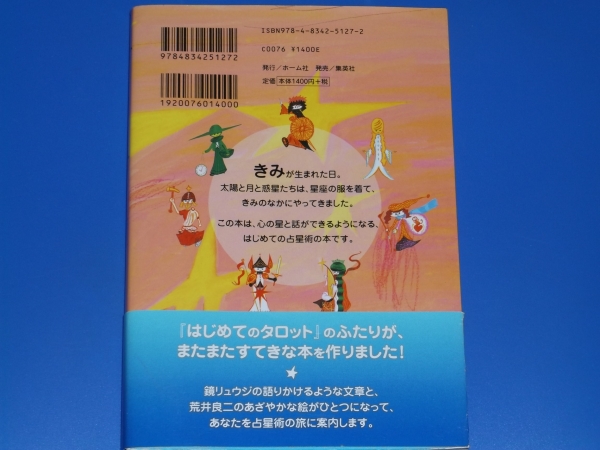 ISBN978-4-8342-5127-2
C0076 ¥1400E
発行／ホーム社 発売／集英社
定価 本体1400円+税
9784834251272
1920076014000
きみが生まれた日。
太陽と月と惑星たちは、星座の服を着て、
きみのなかにやってきました。
この本は、心の星と話ができるようになる、
はじめての占星術の本です。
『はじめてのタロット』のふたりが、
またまたすてきな本を作りました!
★
鏡リュウジの語りかけるような文章と、
荒井良二のあざやかな絵がひとつになって、
あなたを占星術の旅に案内します。